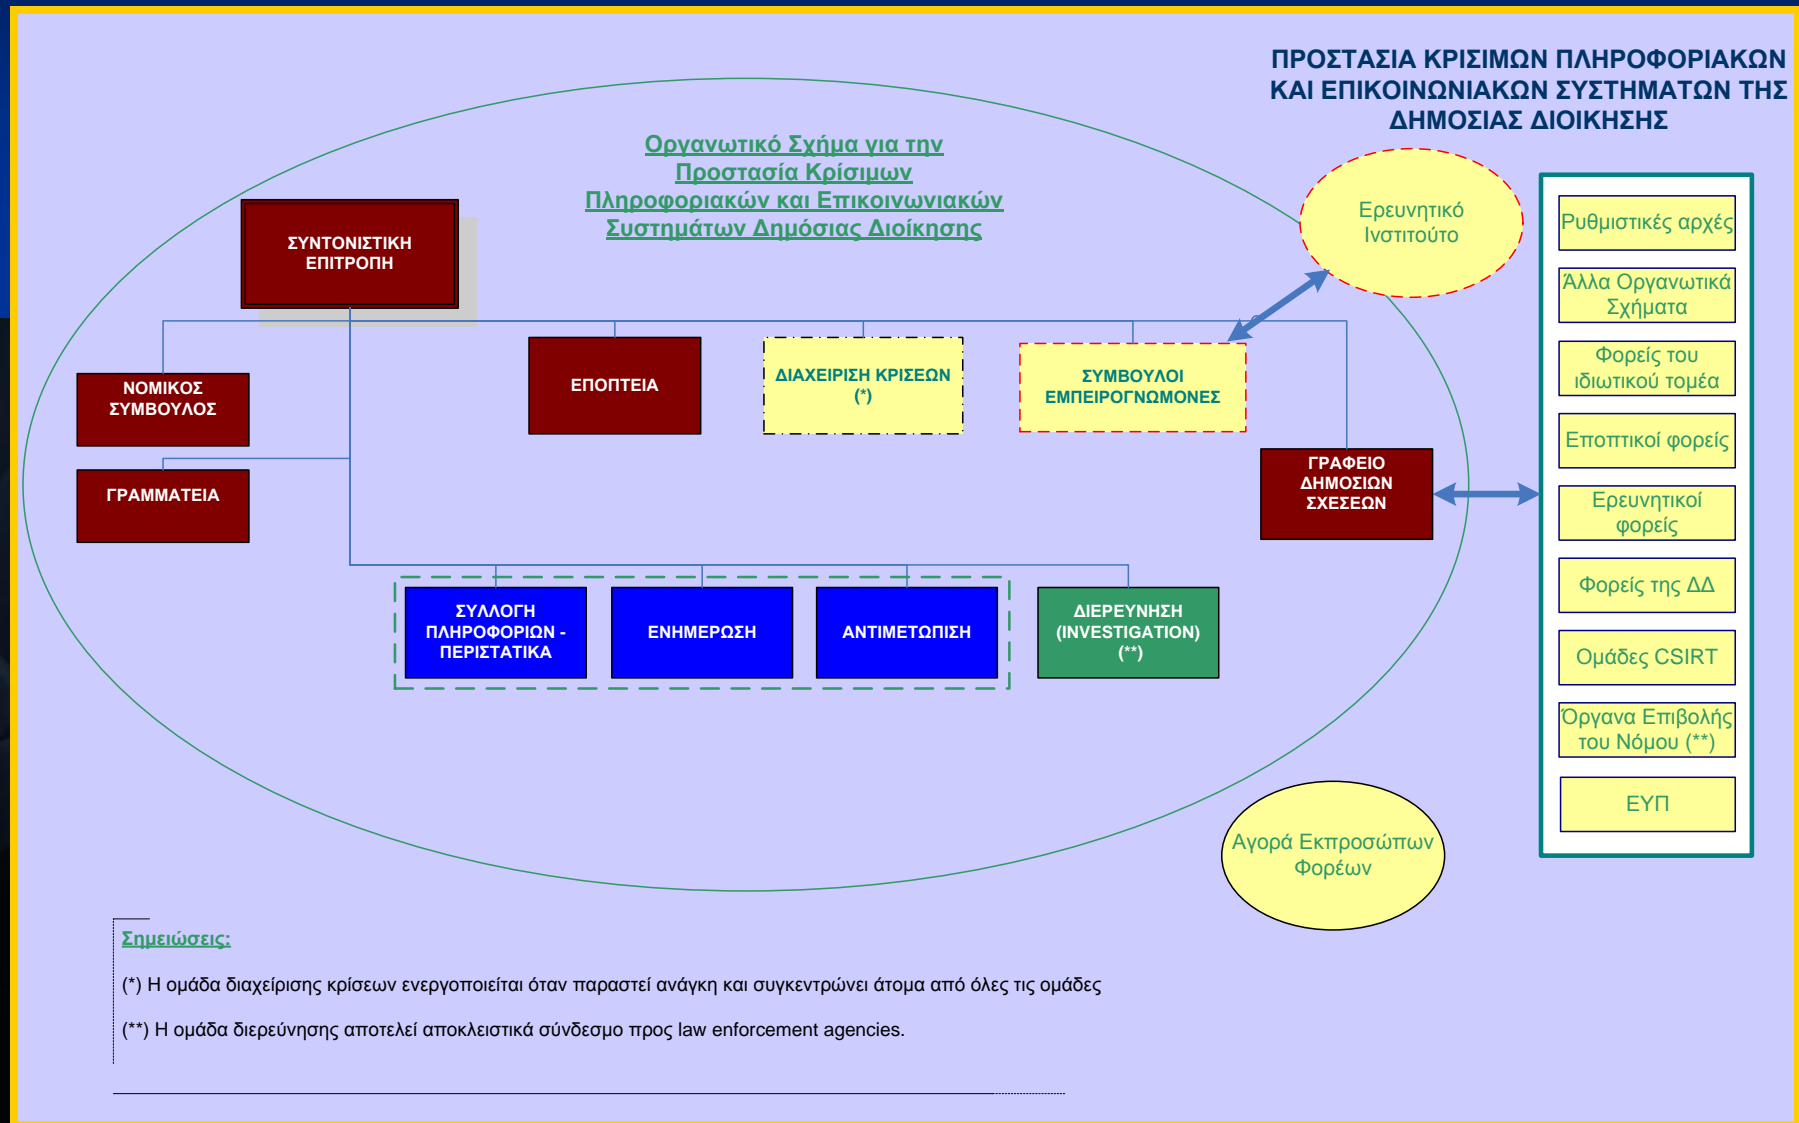 ΠΡΟΣΤΑΣΙΑ ΚΡΙΣΙΜΩΝ ΠΛΗΡΟΦΟΡΙΑΚΩΝ
ΚΑΙ ΕΠΙΚΟΙΝΩΝΙΑΚΩΝ ΣΥΣΤΗΜΑΤΩΝ ΤΗΣ
ΔΗΜΟΣΙΑΣ ΔΙΟΙΚΗΣΗΣ
Οργανωτικό Σχήμα για την
Προστασία Κρίσιμων
Πληροφοριακών και Επικοινωνιακών
Συστημάτων Δημόσιας Διοίκησης
ΣΥΝΤΟΝΙΣΤΙΚΗ
ΕΠΙΤΡΟΠΗ
Ερευνητικό
Ινστιτούτο
ΝΟΜΙΚΟΣ
ΣΥΜΒΟΥΛΟΣ
ΕΠΟΠΤΕΙΑ
ΔΙΑΧΕΙΡΙΣΗ ΚΡΙΣΕΩΝ
(*)
ΣΥΜΒΟΥΛΟΙ
ΕΜΠΕΙΡΟΓΝΩΜΟΝΕΣ
ΓΡΑΜΜΑΤΕΙΑ
ΓΡΑΦΕΙΟ
ΔΗΜΟΣΙΩΝ
ΣΧΕΣΕΩΝ
ΣΥΛΛΟΓΗ
ΠΛΗΡΟΦΟΡΙΩΝ -
ΠΕΡΙΣΤΑΤΙΚΑ
ΕΝΗΜΕΡΩΣΗ
ΑΝΤΙΜΕΤΩΠΙΣΗ
ΔΙΕΡΕΥΝΗΣΗ
(INVESTIGATION)
(**)
Ρυθμιστικές αρχές
Άλλα Οργανωτικά
Σχήματα
Φορείς του
ιδιωτικού τομέα
Εποπτικοί φορείς
Ερευνητικοί
φορείς
Φορείς της ΔΔ
Ομάδες CSIRT
Όργανα Επιβολής
του Νόμου (**)
ΕΥΠ
Αγορά Εκπροσώπων
Φορέων
Σημειώσεις:
(*) Η ομάδα διαχείρισης κρίσεων ενεργοποιείται όταν παραστεί ανάγκη και συγκεντρώνει άτομα από όλες τις ομάδες
(**) Η ομάδα διερεύνησης αποτελεί αποκλειστικά σύνδεσμο προς law enforcement agencies.